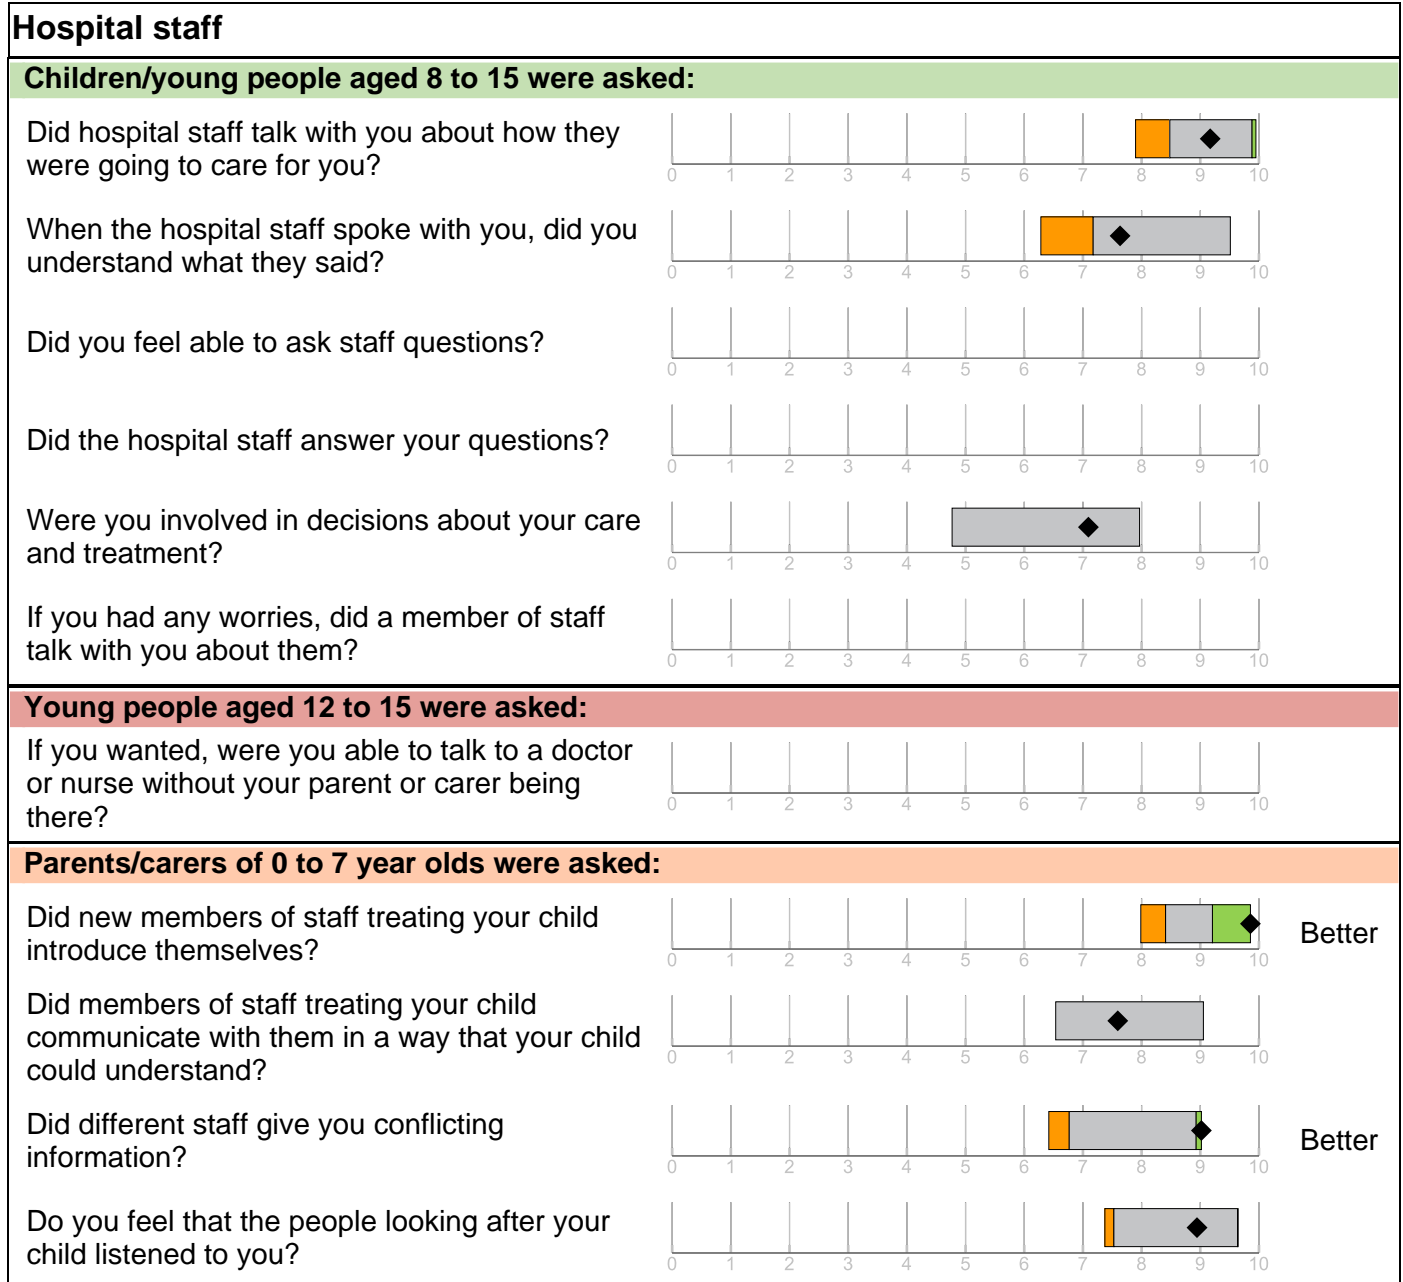 Hospital staff
Children/young people aged 8 to 15 were asked:
Did hospital staff talk with you about how they
were going to care for you?
0 1 2 3 4 5 6 7 8 9 10
When the hospital staff spoke with you, did you
understand what they said?
0 1 2 3 4 5 6 7 8 9 10
Did you feel able to ask staff questions?
0 1 2 3 4 5 6 7 8 9 10
Did the hospital staff answer your questions?
0 1 2 3 4 5 6 7 8 9 10
Were you involved in decisions about your care
and treatment?
0 1 2 3 4 5 6 7 8 9 10
If you had any worries, did a member of staff
talk with you about them?
0 1 2 3 4 5 6 7 8 9 10
Young people aged 12 to 15 were asked:
If you wanted, were you able to talk to a doctor
or nurse without your parent or carer being
there?
0 1 2 3 4 5 6 7 8 9 10
Parents/carers of 0 to 7 year olds were asked:
Did new members of staff treating your child
introduce themselves?
0 1 2 3 4 5 6 7 8 9 10
Better
Did members of staff treating your child
communicate with them in a way that your child
could understand?
0 1 2 3 4 5 6 7 8 9 10
Did different staff give you conflicting
information?
0 1 2 3 4 5 6 7 8 9 10
Better
Do you feel that the people looking after your
child listened to you?
0 1 2 3 4 5 6 7 8 9 10